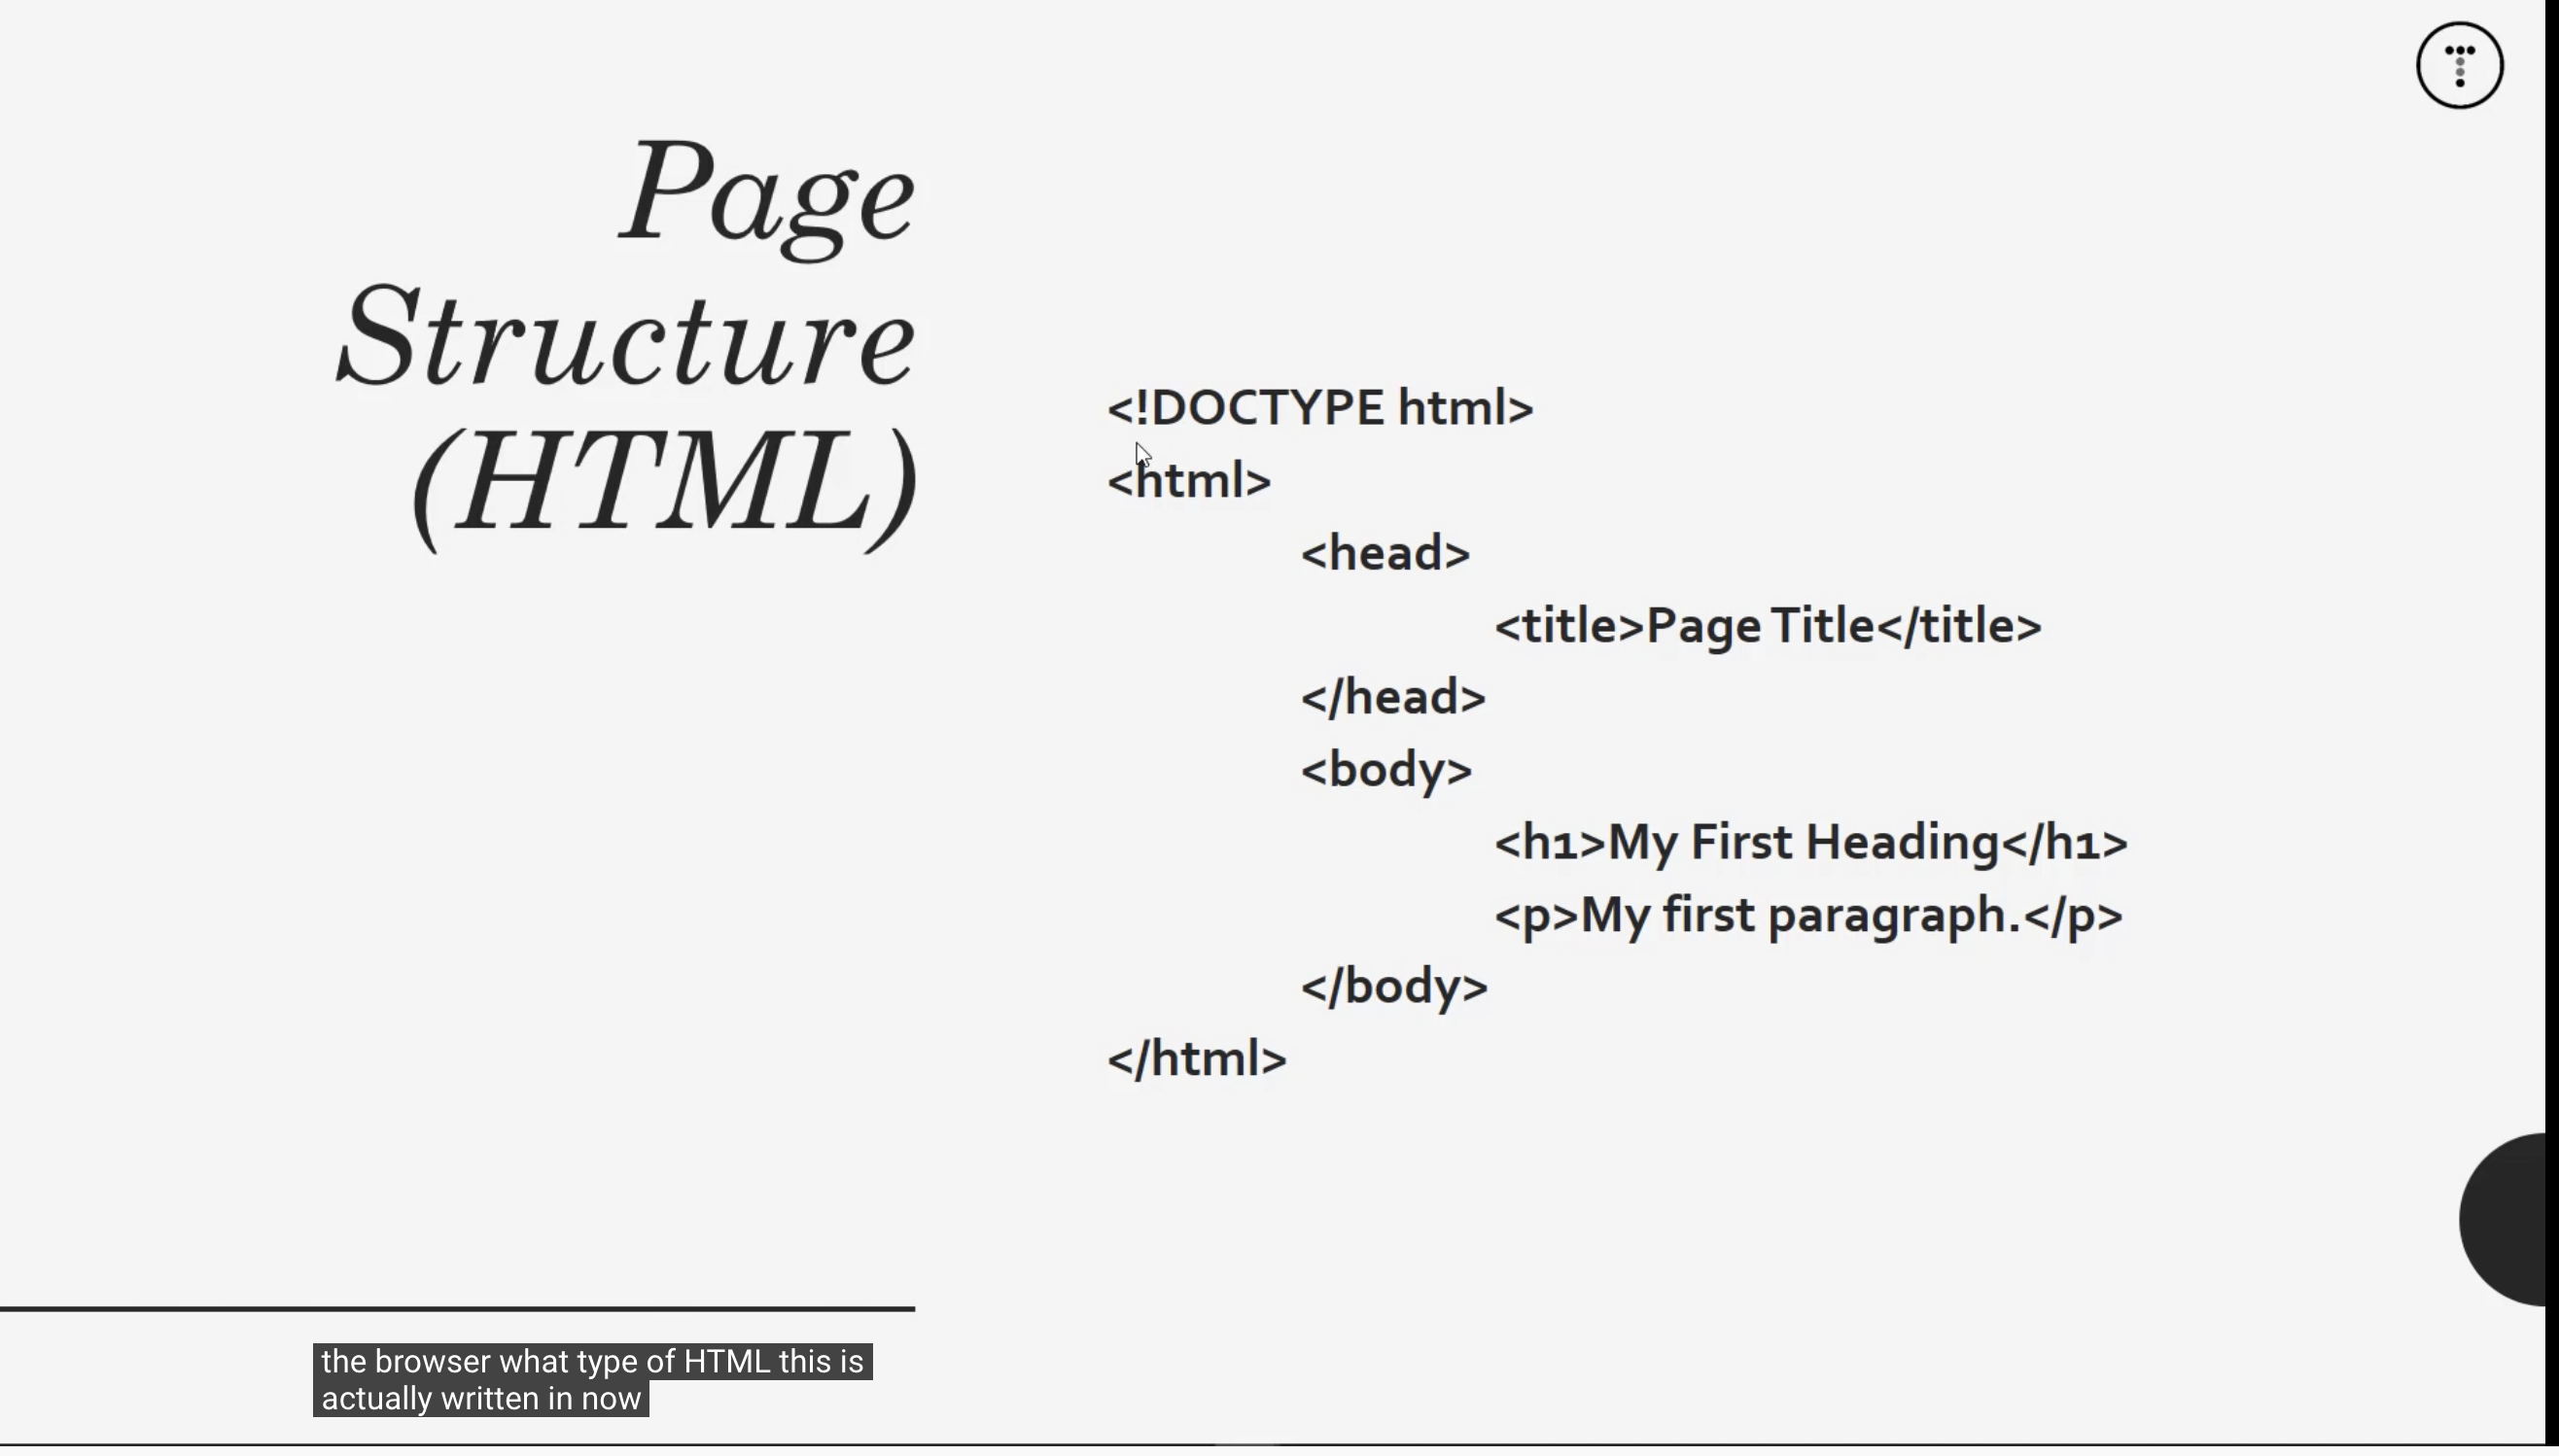 Page
Structure
(HTML)
<!DOCTYPE html>
<html>
<head>
<title>Page Title</title>
</head>
<body>
<h1>My First Heading</h1>
<p>My first paragraph.</p>
</body>
</html>
the browser what type of HTML this is
actually written in now